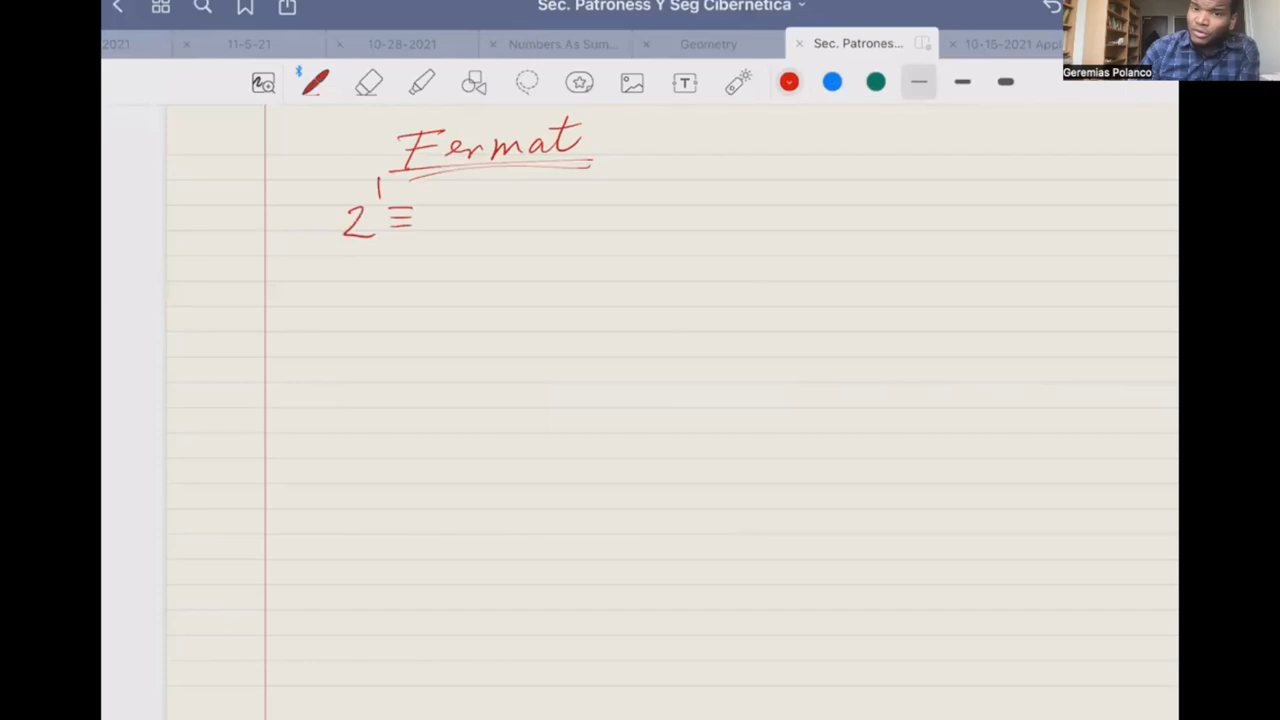 Sec. Patroness Y Seg Cibernetica
2021
11-5-21
10-28-2021
Numbers As Sum...
Geometry
Sec. Patrones...
10-15-2021 Appl
Geremias Polanco
Fermat
2¹ ≡